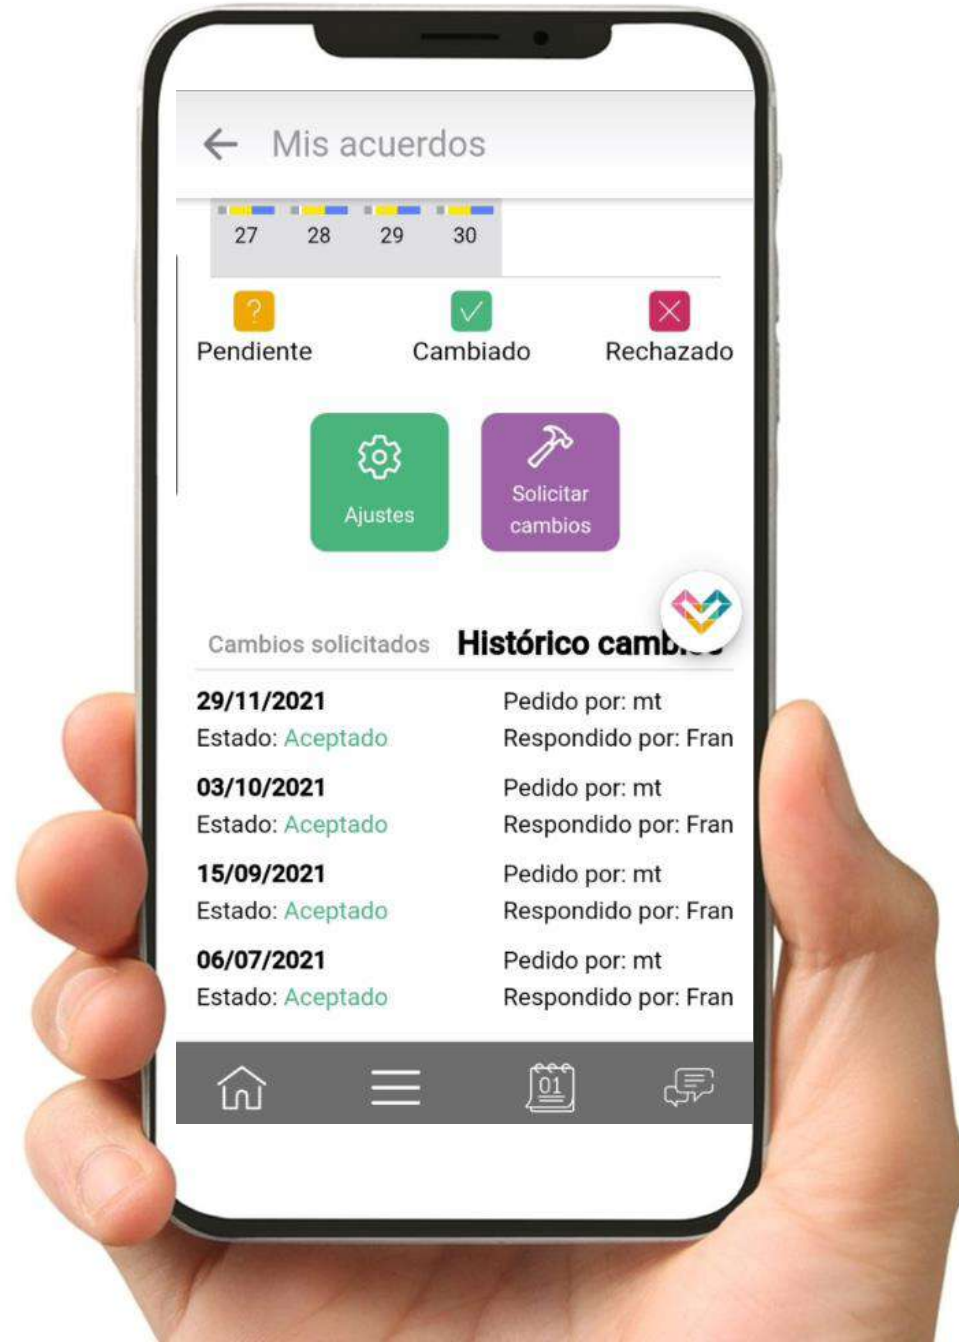 Mis acuerdos
27 28 29 30
?
Pendiente Cambiado Rechazado
Ajustes
Solicitar
cambios
Cambios solicitados Histórico cambios
29/11/2021 Pedido por: mt
Estado: Aceptado Respondido por: Fran
03/10/2021 Pedido por: mt
Estado: Aceptado Respondido por: Fran
15/09/2021 Pedido por: mt
Estado: Aceptado Respondido por: Fran
06/07/2021 Pedido por: mt
Estado: Aceptado Respondido por: Fran
01